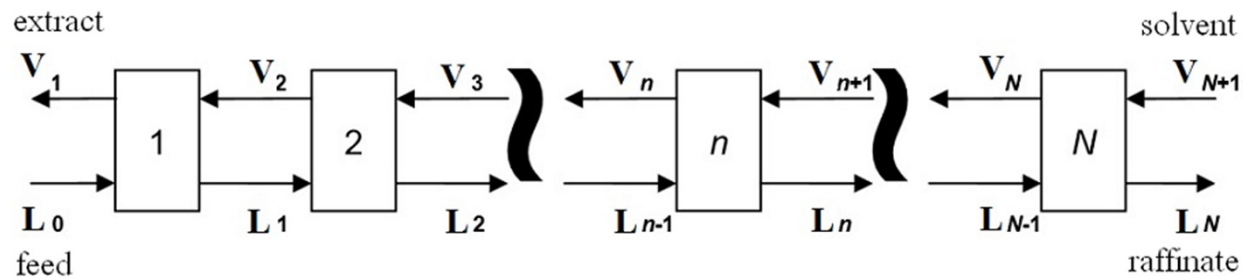 extract solvent
V1 V2 V3 Vn Vn+1 VN VN+1
1 2 n N
L0 L1 L2 Ln-1 Ln LN-1 LN
feed raffinate